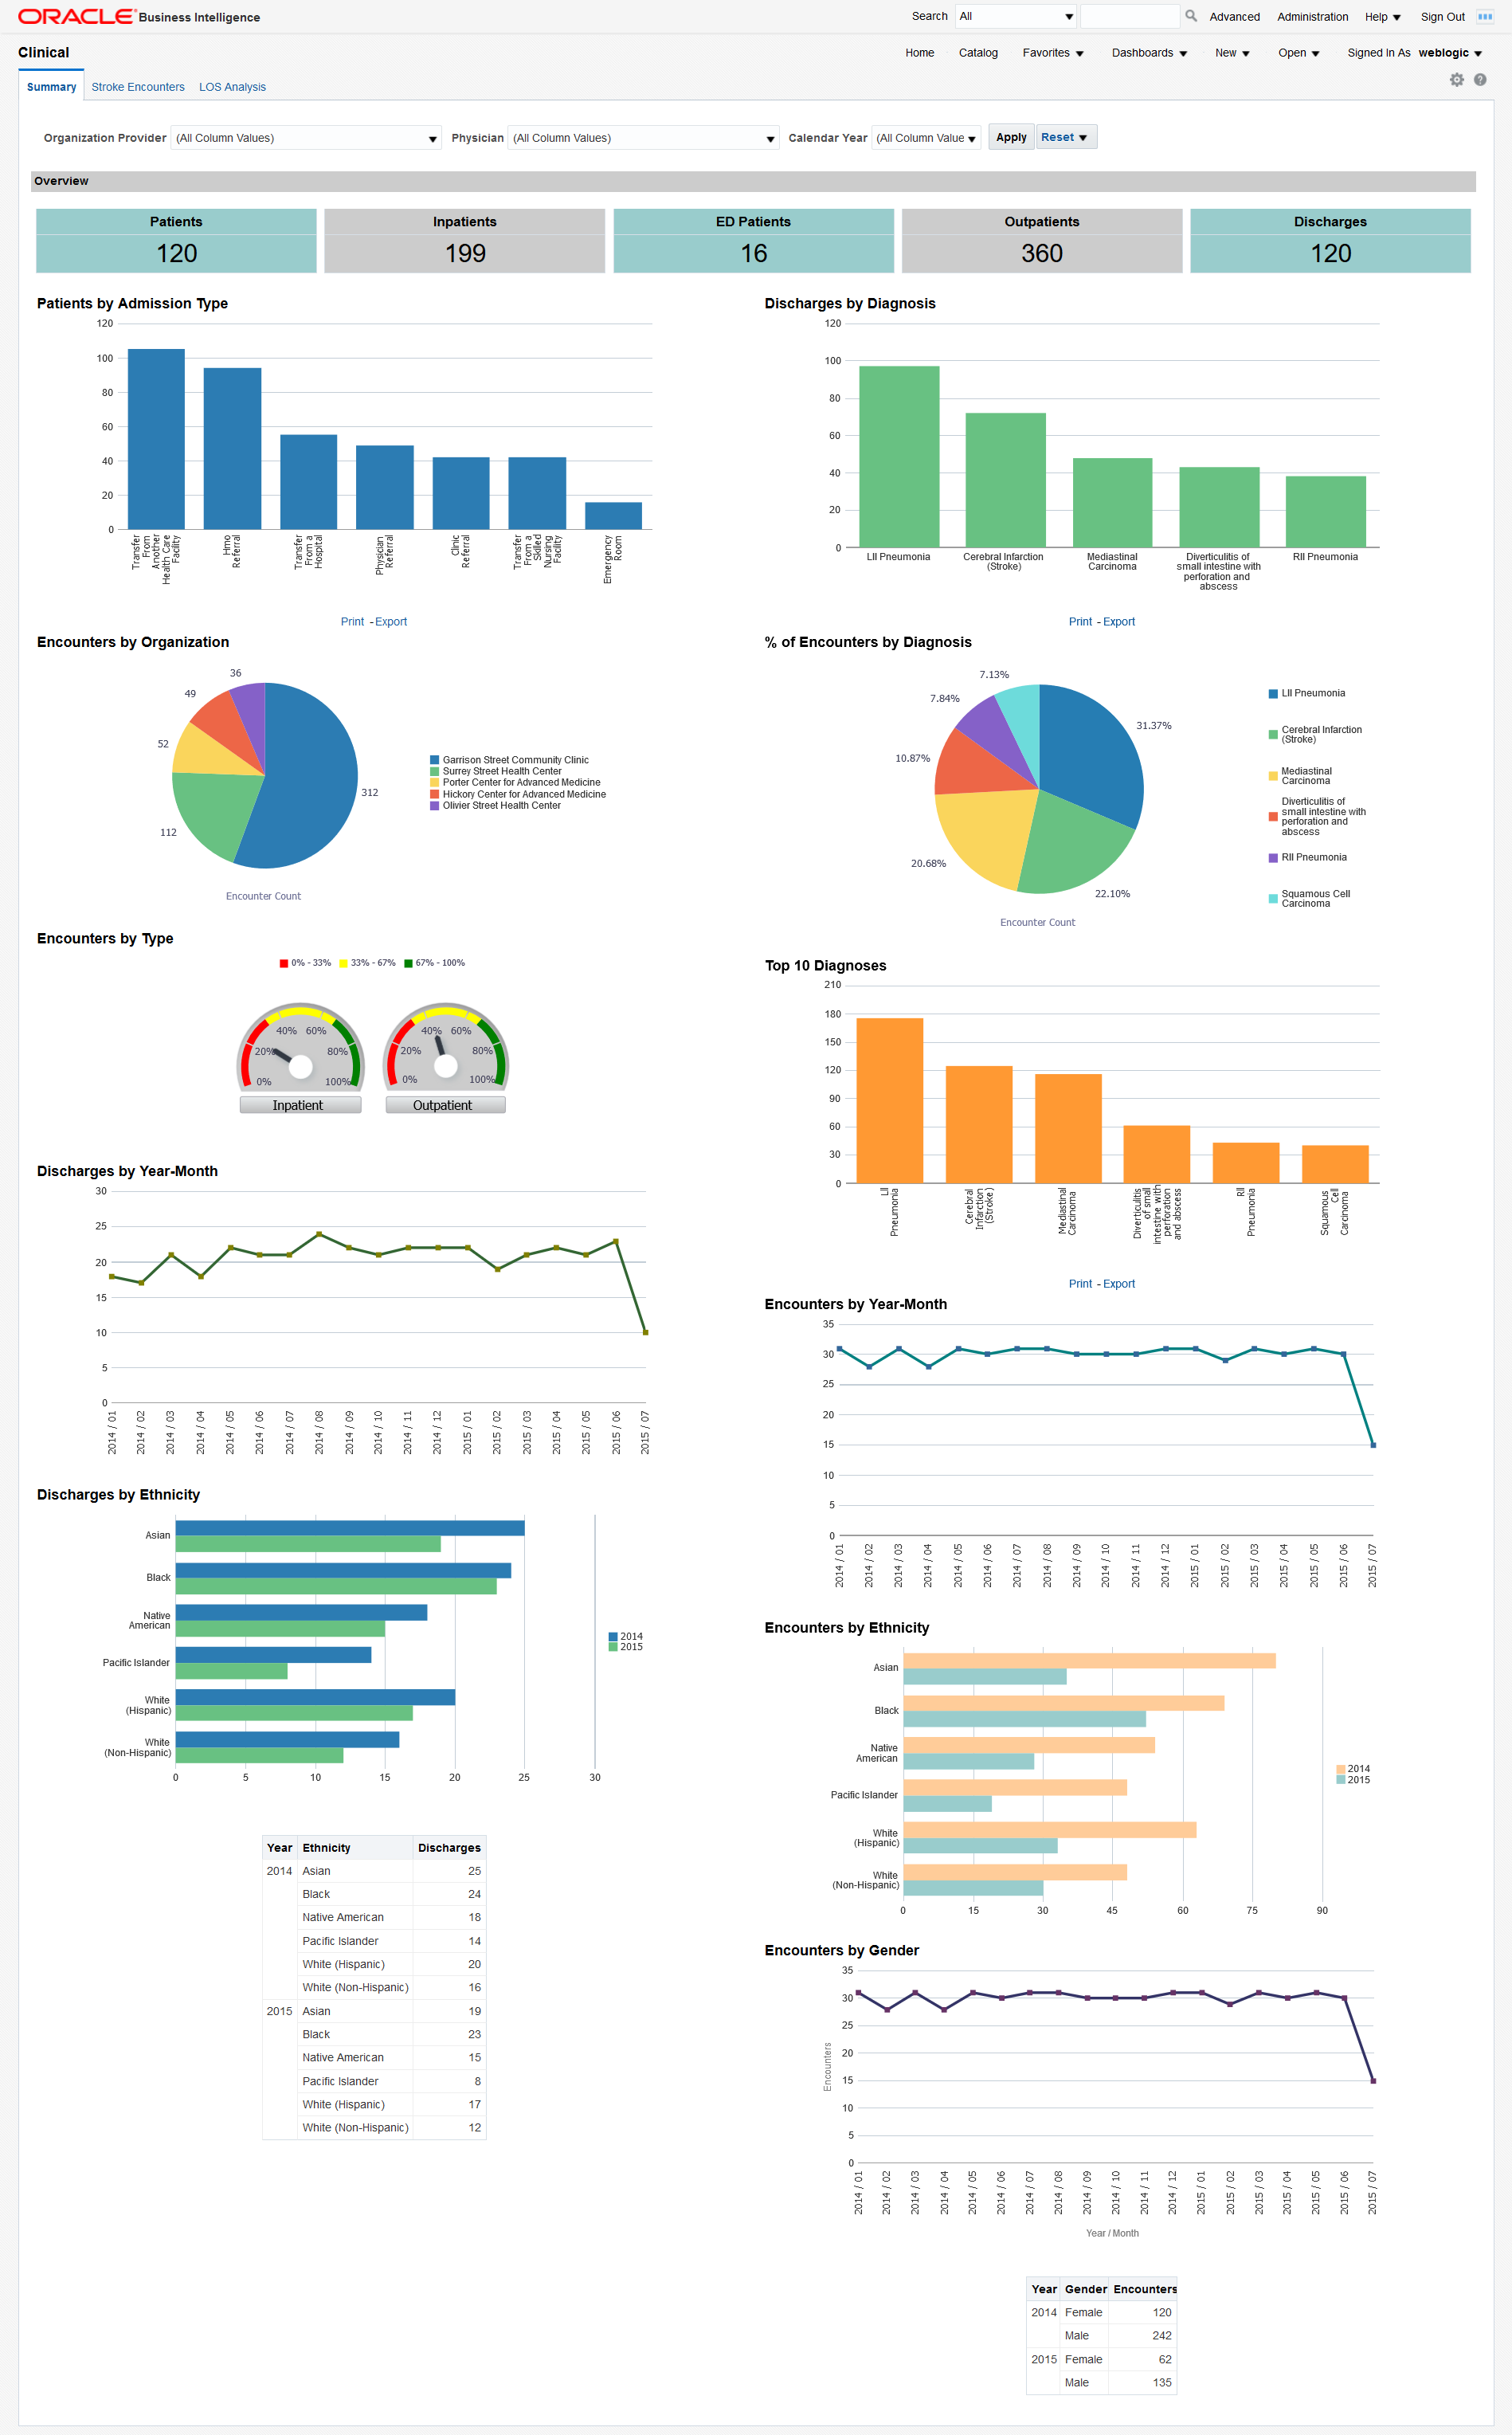 ORACLE Business Intelligence
Search All Advanced Administration Help Sign Out
Clinical
Home Catalog Favorites Dashboards New Open Signed In As weblogic
Summary Stroke Encounters LOS Analysis
Organization Provider (All Column Values) Physician (All Column Values) Calendar Year (All Column Value Apply Reset
Overview
Patients Inpatients ED Patients Outpatients Discharges
120 199 16 360 120
Patients by Admission Type
120
100
80
60
40
20
0
Transfer From Another Health Care Facility
Hmo Referral
Transfer From a Hospital
Physician Referral
Clinic Referral
Transfer From a Skilled Nursing Facility
Emergency Room
Print - Export
Discharges by Diagnosis
120
100
80
60
40
20
0
LII Pneumonia
Cerebral Infarction
(Stroke)
Mediastinal
Carcinoma
Diverticulitis of
small intestine with
perforation and
abscess
RII Pneumonia
Print - Export
Encounters by Organization
36
49
52
112
312
Garrison Street Community Clinic
Surrey Street Health Center
Porter Center for Advanced Medicine
Hickory Center for Advanced Medicine
Olivier Street Health Center
Encounter Count
% of Encounters by Diagnosis
7.13%
7.84%
10.87%
20.68%
22.10%
31.37%
LII Pneumonia
Cerebral Infarction
(Stroke)
Mediastinal
Carcinoma
Diverticulitis of
small intestine with
perforation and
abscess
RII Pneumonia
Squamous Cell
Carcinoma
Encounter Count
Encounters by Type
0% - 33% 33% - 67% 67% - 100%
0% 20% 40% 60% 80% 100%
Inpatient
0% 20% 40% 60% 80% 100%
Outpatient
Top 10 Diagnoses
210
180
150
120
90
60
30
0
LII Pneumonia
Cerebral Infarction (Stroke)
Mediastinal Carcinoma
Diverticulitis of small intestine with perforation and abscess
RII Pneumonia
Squamous Cell Carcinoma
Print - Export
Discharges by Year-Month
30
25
20
15
10
5
0
2014 / 01
2014 / 02
2014 / 03
2014 / 04
2014 / 05
2014 / 06
2014 / 07
2014 / 08
2014 / 09
2014 / 10
2014 / 11
2014 / 12
2015 / 01
2015 / 02
2015 / 03
2015 / 04
2015 / 05
2015 / 06
2015 / 07
Encounters by Year-Month
35
30
25
20
15
10
5
0
2014 / 01
2014 / 02
2014 / 03
2014 / 04
2014 / 05
2014 / 06
2014 / 07
2014 / 08
2014 / 09
2014 / 10
2014 / 11
2014 / 12
2015 / 01
2015 / 02
2015 / 03
2015 / 04
2015 / 05
2015 / 06
2015 / 07
Discharges by Ethnicity
Asian
Black
Native
American
Pacific Islander
White
(Hispanic)
White
(Non-Hispanic)
0 5 10 15 20 25 30
2014
2015
Year Ethnicity Discharges
2014 Asian 25
Black 24
Native American 18
Pacific Islander 14
White (Hispanic) 20
White (Non-Hispanic) 16
2015 Asian 19
Black 23
Native American 15
Pacific Islander 8
White (Hispanic) 17
White (Non-Hispanic) 12
Encounters by Ethnicity
Asian
Black
Native
American
Pacific Islander
White
(Hispanic)
White
(Non-Hispanic)
0 15 30 45 60 75 90
2014
2015
Encounters by Gender
Encounters
35
30
25
20
15
10
5
0
2014 / 01
2014 / 02
2014 / 03
2014 / 04
2014 / 05
2014 / 06
2014 / 07
2014 / 08
2014 / 09
2014 / 10
2014 / 11
2014 / 12
2015 / 01
2015 / 02
2015 / 03
2015 / 04
2015 / 05
2015 / 06
2015 / 07
Year / Month
Year Gender Encounters
2014 Female 120
Male 242
2015 Female 62
Male 135